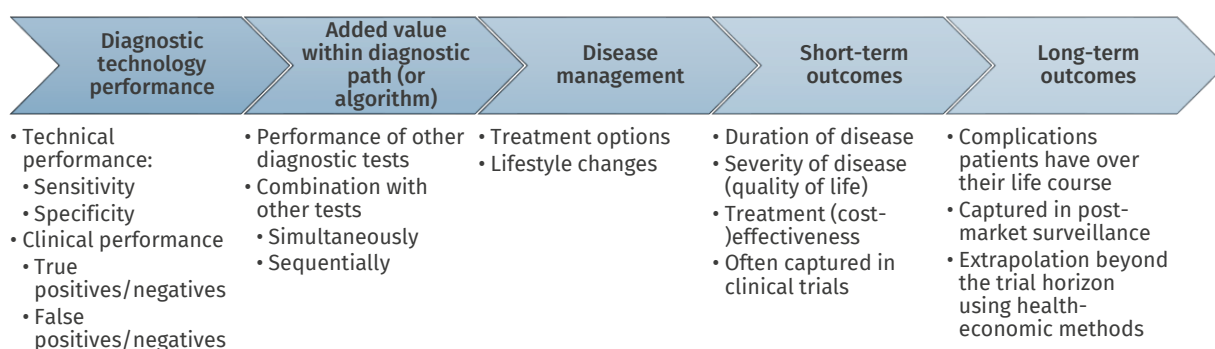 Diagnostic
technology
performance
Added value
within diagnostic
path (or
algorithm)
Disease
management
Short-term
outcomes
Long-term
outcomes
• Technical
performance:
• Sensitivity
• Specificity
• Clinical performance
• True
positives/negatives
• False
positives/negatives
• Performance of other
diagnostic tests
• Combination with
other tests
• Simultaneously
• Sequentially
• Treatment options
• Lifestyle changes
• Duration of disease
• Severity of disease
(quality of life)
• Treatment (cost-
)effectiveness
• Often captured in
clinical trials
• Complications
patients have over
their life course
• Captured in post-
market surveillance
• Extrapolation beyond
the trial horizon
using health-
economic methods